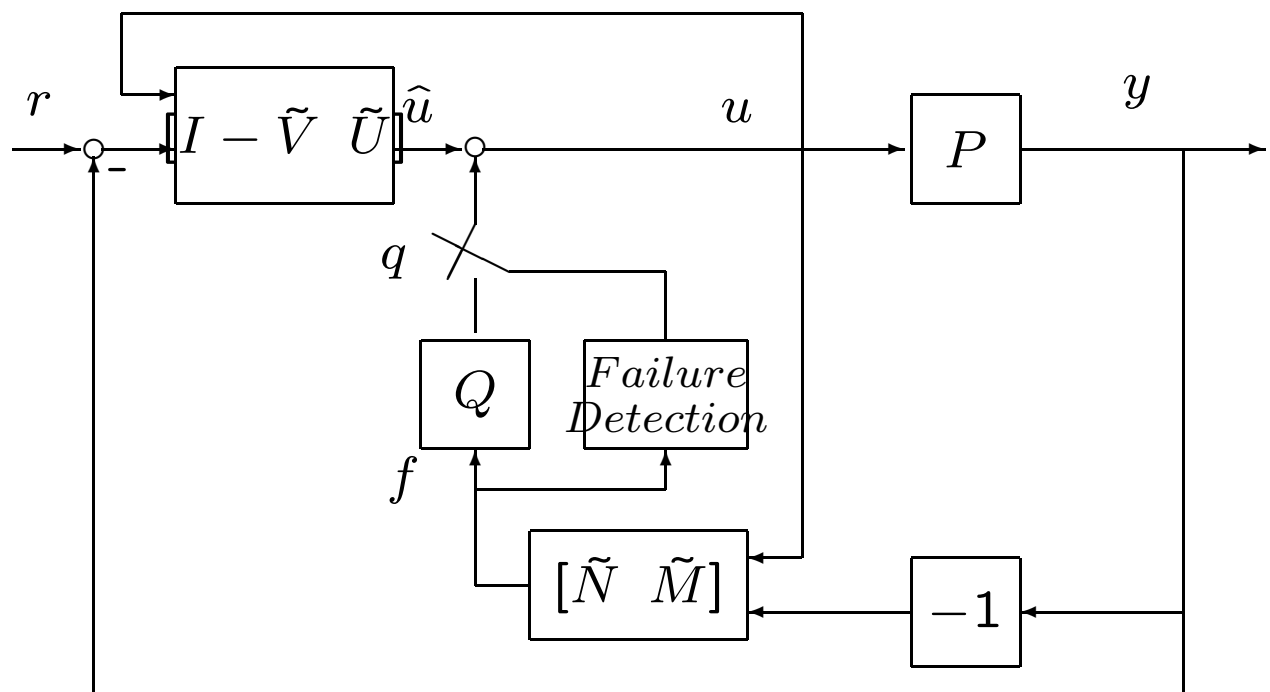 r
-
[I − Ṽ Ũ]
û
u
P
y
q
Q
Failure
Detection
f
[Ñ M̃]
−1